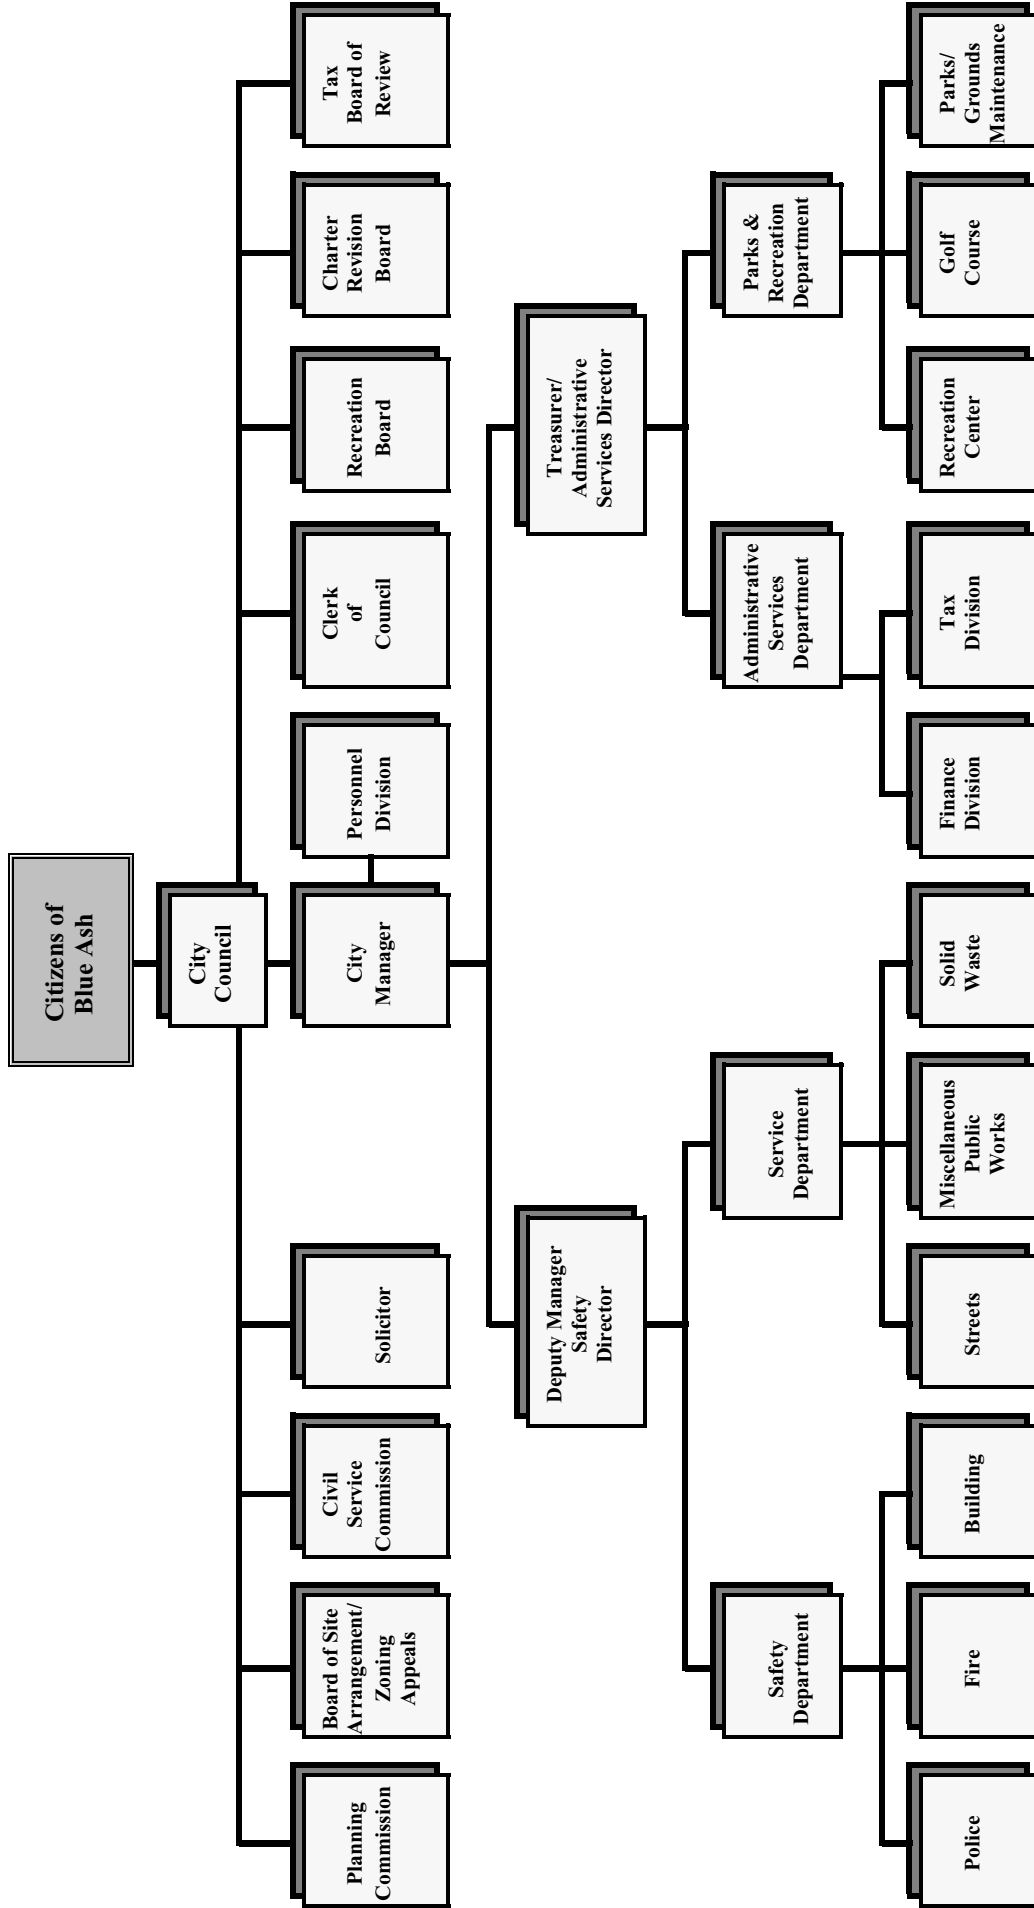 Citizens of
Blue Ash
City
Council
Planning
Commission
Board of Site
Arrangement/
Zoning
Appeals
Civil
Service
Commission
Solicitor
City
Manager
Personnel
Division
Clerk
of
Council
Recreation
Board
Charter
Revision
Board
Tax
Board of
Review
Deputy Manager
Safety
Director
Treasurer/
Administrative
Services Director
Safety
Department
Service
Department
Administrative
Services
Department
Parks &
Recreation
Department
Police
Fire
Building
Streets
Miscellaneous
Public
Works
Solid
Waste
Finance
Division
Tax
Division
Recreation
Center
Golf
Course
Parks/
Grounds
Maintenance